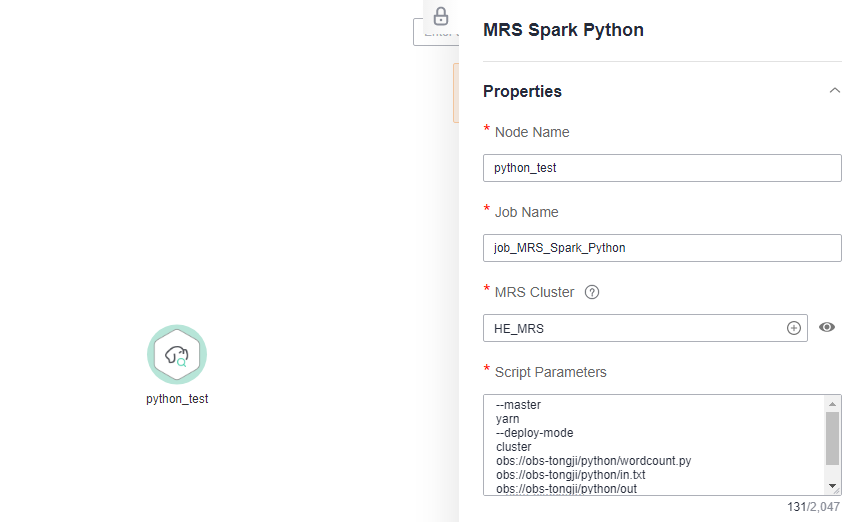 MRS Spark Python
Properties
* Node Name
python_test
* Job Name
job_MRS_Spark_Python
* MRS Cluster ?
HE_MRS
* Script Parameters
--master
yarn
--deploy-mode
cluster
obs://obs-tongji/python/wordcount.py
obs://obs-tongji/python/in.txt
obs://obs-tongji/python/out
131/2,047
python_test